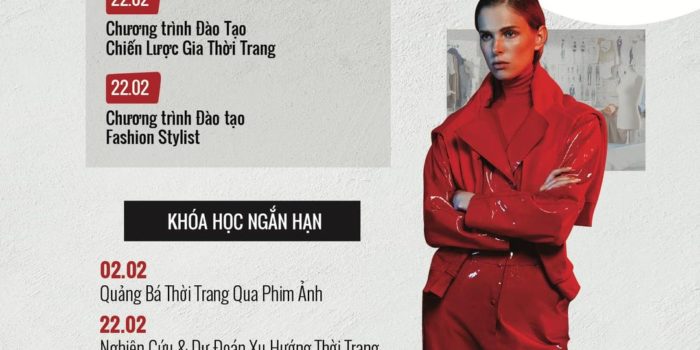 22.02
Chương trình Đào Tạo
Chiến Lược Gia Thời Trang
22.02
Chương trình Đào tạo
Fashion Stylist
KHÓA HỌC NGẮN HẠN
02.02
Quảng Bá Thời Trang Qua Phim Ảnh
22.02
Nghiên Cứu & Dự Đoán Xu Hướng Thời Trang